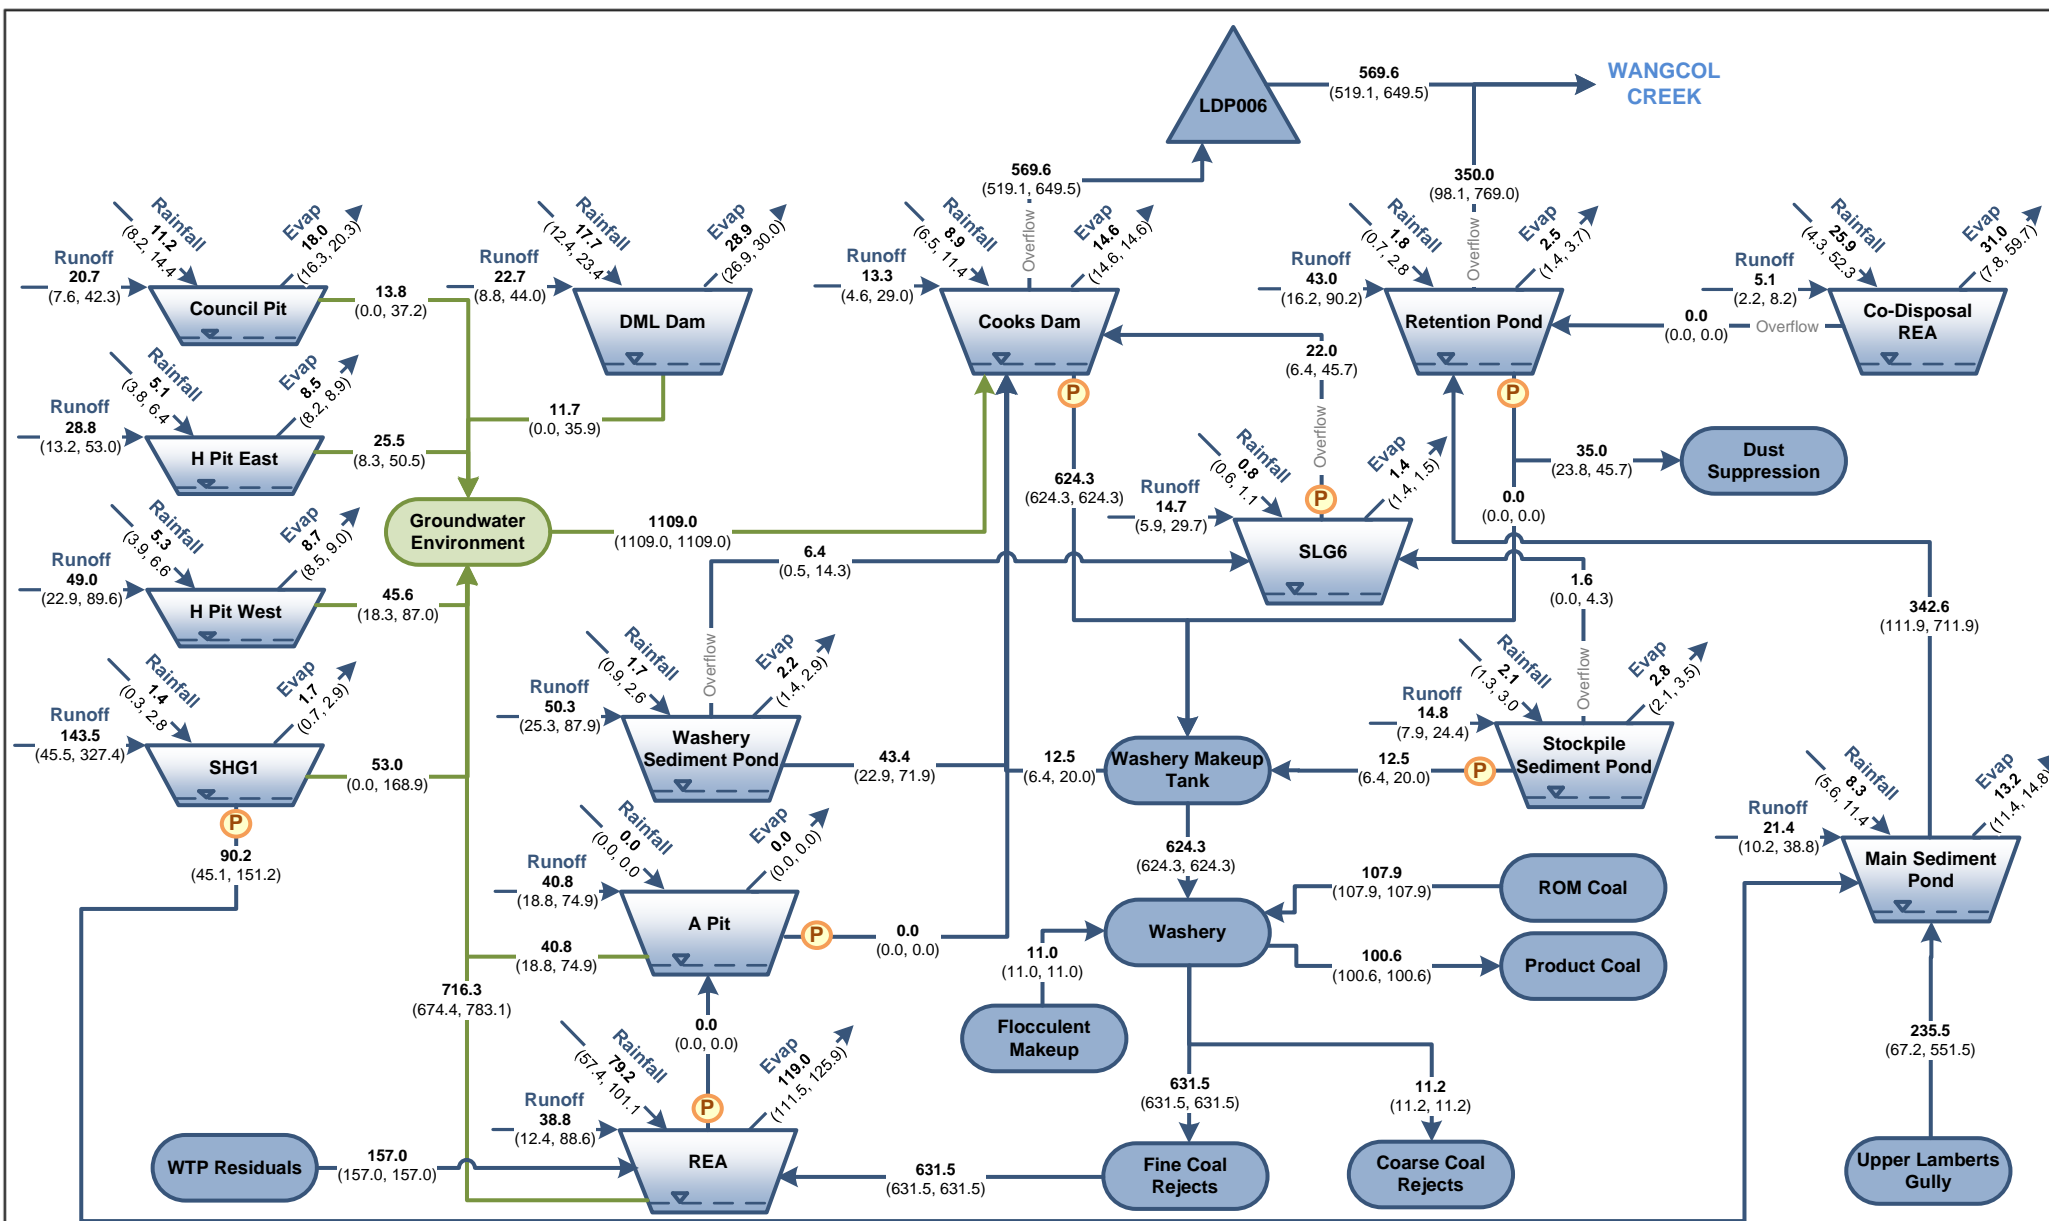 LDP006
569.6
(519.1, 649.5)
WANGCOL
CREEK
569.6
(519.1, 649.5)
Overflow
350.0
(98.1, 769.0)
Overflow
Rainfall
11.2
(8.2, 14.4)
Evap
18.0
(16.3, 20.3)
Runoff
20.7
(7.6, 42.3)
Council Pit
13.8
(0.0, 37.2)
Rainfall
17.7
(12.4, 23.4)
Evap
28.9
(26.9, 30.0)
Runoff
22.7
(8.8, 44.0)
DML Dam
11.7
(0.0, 35.9)
Rainfall
8.9
(6.5, 11.4)
Evap
14.6
(14.6, 14.6)
Runoff
13.3
(4.6, 29.0)
Cooks Dam
P
624.3
(624.3, 624.3)
22.0
(6.4, 45.7)
Overflow
P
Rainfall
1.8
(0.7, 2.8)
Evap
2.5
(1.4, 3.7)
Runoff
43.0
(16.2, 90.2)
Retention Pond
P
0.0
(0.0, 0.0)
Overflow
Rainfall
25.9
(4.3, 52.3)
Evap
31.0
(7.8, 59.7)
Runoff
5.1
(2.2, 8.2)
Co-Disposal
REA
35.0
(23.8, 45.7)
Dust
Suppression
0.0
(0.0, 0.0)
Rainfall
5.1
(3.8, 6.4)
Evap
8.5
(8.2, 8.9)
Runoff
28.8
(13.2, 53.0)
H Pit East
25.5
(8.3, 50.5)
Groundwater
Environment
1109.0
(1109.0, 1109.0)
Rainfall
0.8
(0.6, 1.1)
Evap
1.4
(1.4, 1.5)
Runoff
14.7
(5.9, 29.7)
SLG6
6.4
(0.5, 14.3)
Overflow
1.6
(0.0, 4.3)
Overflow
342.6
(111.9, 711.9)
Rainfall
5.3
(3.9, 6.6)
Evap
8.7
(8.5, 9.0)
Runoff
49.0
(22.9, 89.6)
H Pit West
45.6
(18.3, 87.0)
Rainfall
1.4
(0.3, 2.8)
Evap
1.7
(0.7, 2.9)
Runoff
143.5
(45.5, 327.4)
SHG1
53.0
(0.0, 168.9)
P
90.2
(45.1, 151.2)
Rainfall
1.7
(0.9, 2.6)
Evap
2.2
(1.4, 2.9)
Runoff
50.3
(25.3, 87.9)
Washery
Sediment Pond
43.4
(22.9, 71.9)
12.5
(6.4, 20.0)
Washery Makeup
Tank
12.5
(6.4, 20.0)
P
Rainfall
2.1
(1.3, 3.0)
Evap
2.8
(2.1, 3.5)
Runoff
14.8
(7.9, 24.4)
Stockpile
Sediment Pond
Rainfall
8.3
(5.6, 11.4)
Evap
13.2
(11.4, 14.8)
Runoff
21.4
(10.2, 38.8)
Main Sediment
Pond
Rainfall
0.0
(0.0, 0.0)
Evap
0.0
(0.0, 0.0)
Runoff
40.8
(18.8, 74.9)
A Pit
P
0.0
(0.0, 0.0)
40.8
(18.8, 74.9)
624.3
(624.3, 624.3)
Washery
107.9
(107.9, 107.9)
ROM Coal
100.6
(100.6, 100.6)
Product Coal
11.0
(11.0, 11.0)
Flocculent
Makeup
716.3
(674.4, 783.1)
0.0
(0.0, 0.0)
P
Rainfall
79.2
(57.4, 101.1)
Evap
119.0
(111.5, 125.9)
Runoff
38.8
(12.4, 88.6)
REA
WTP Residuals
157.0
(157.0, 157.0)
631.5
(631.5, 631.5)
631.5
(631.5, 631.5)
Fine Coal
Rejects
11.2
(11.2, 11.2)
Coarse Coal
Rejects
235.5
(67.2, 551.5)
Upper Lamberts
Gully